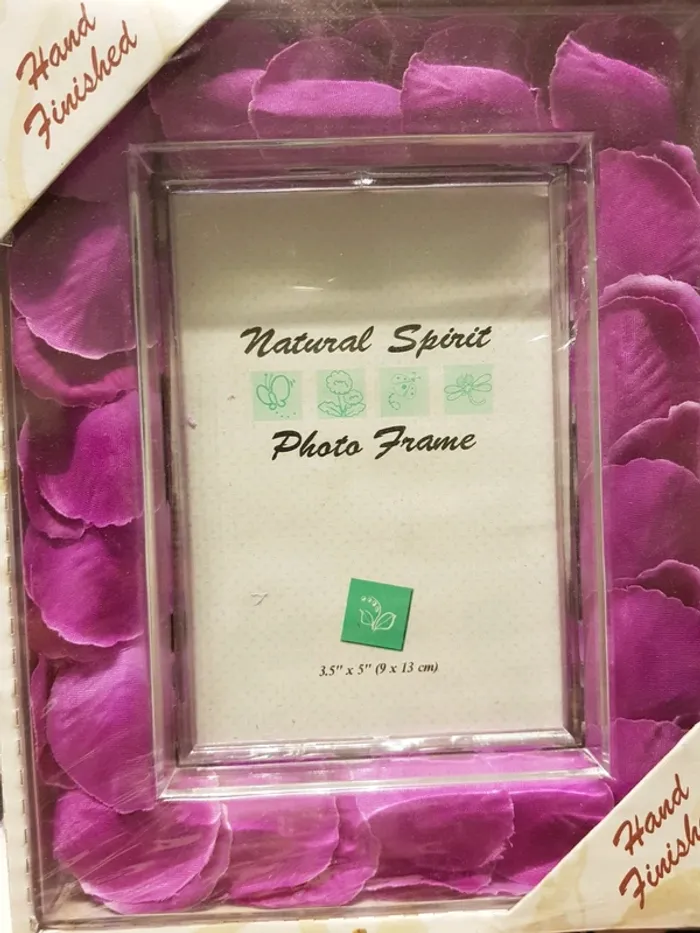 Hand
Finished
Natural Spirit
Photo Frame
3.5" x 5" (9 x 13 cm)
Hand
Finish